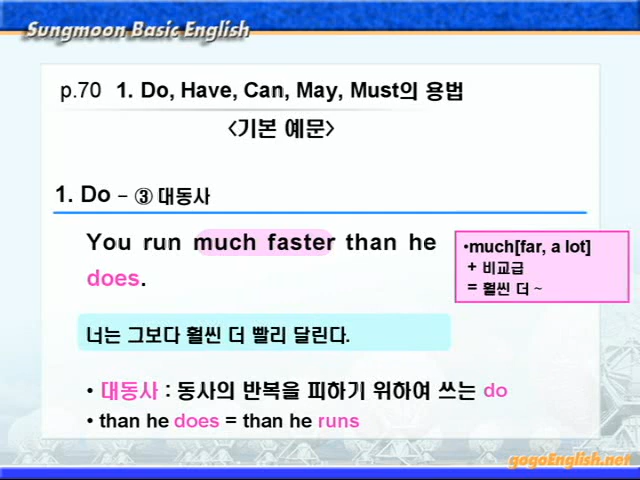 Sungmoon Basic English
p.70 1. Do, Have, Can, May, Must의 용법
<기본 예문>
1. Do - ③ 대동사
You run much faster than he
does.
•much[far, a lot]
+ 비교급
= 훨씬 더 ~
너는 그보다 훨씬 더 빨리 달린다.
• 대동사 : 동사의 반복을 피하기 위하여 쓰는 do
• than he does = than he runs
gogoEnglish.net